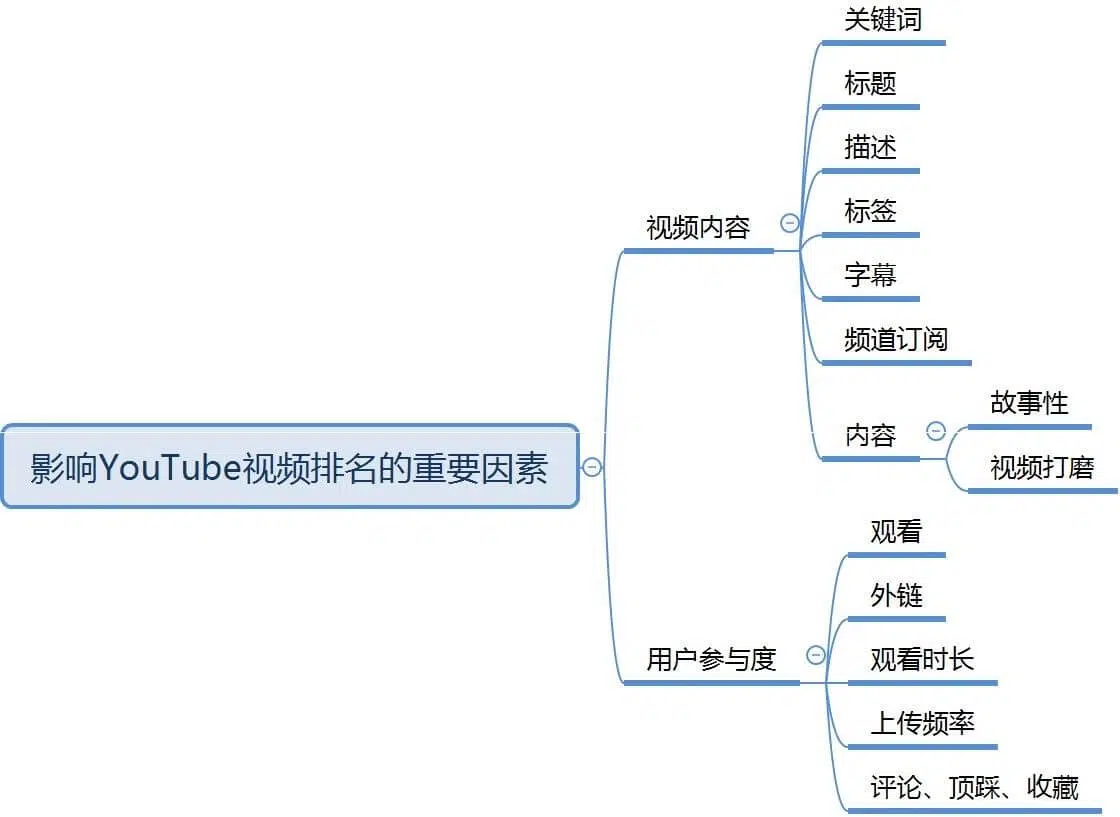 影响YouTube视频排名的重要因素
视频内容
关键词
标题
描述
标签
字幕
频道订阅
内容
故事性
视频打磨
用户参与度
观看
外链
观看时长
上传频率
评论、顶踩、收藏